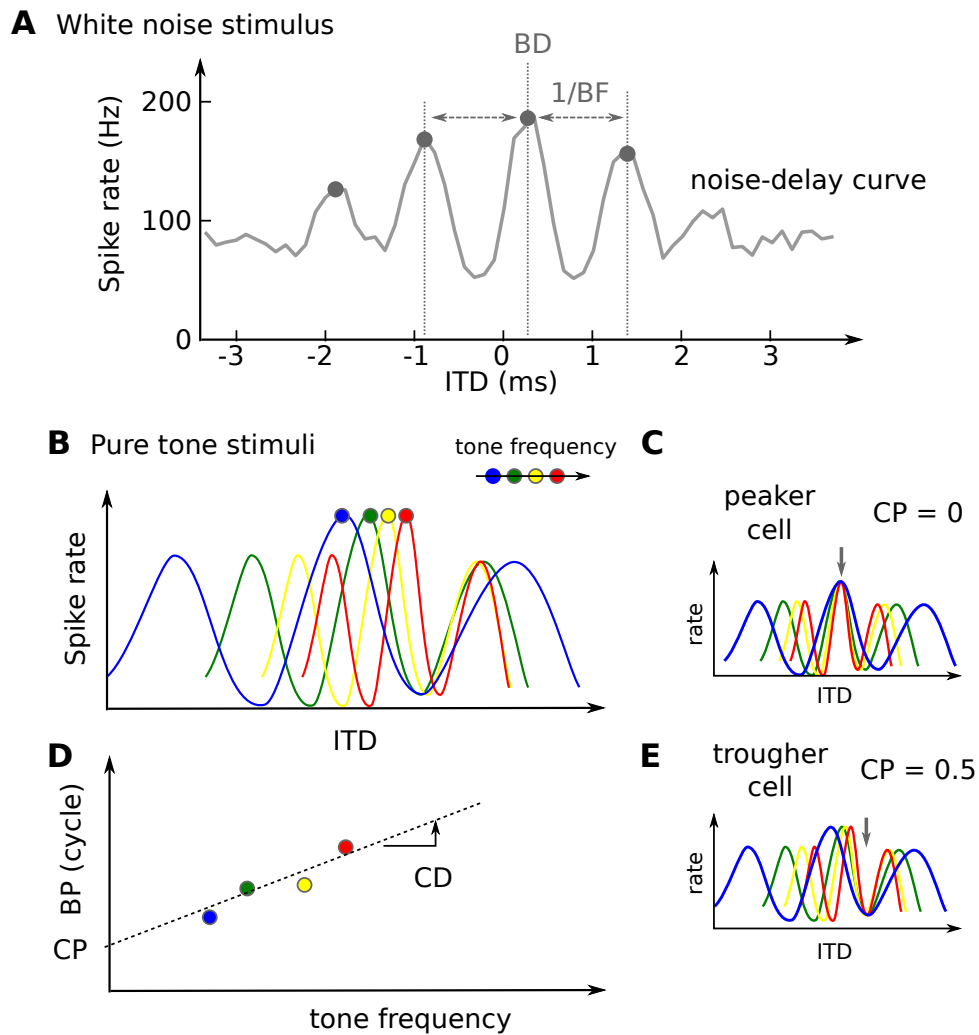 A White noise stimulus
BD
1/BF
200
100
0
Spike rate (Hz)
noise-delay curve
-3 -2 -1 0 1 2 3
ITD (ms)
B Pure tone stimuli
tone frequency
Spike rate
ITD
C
peaker
cell
CP = 0
rate
ITD
D
BP (cycle)
CP
CD
tone frequency
E
trougher
cell
CP = 0.5
rate
ITD